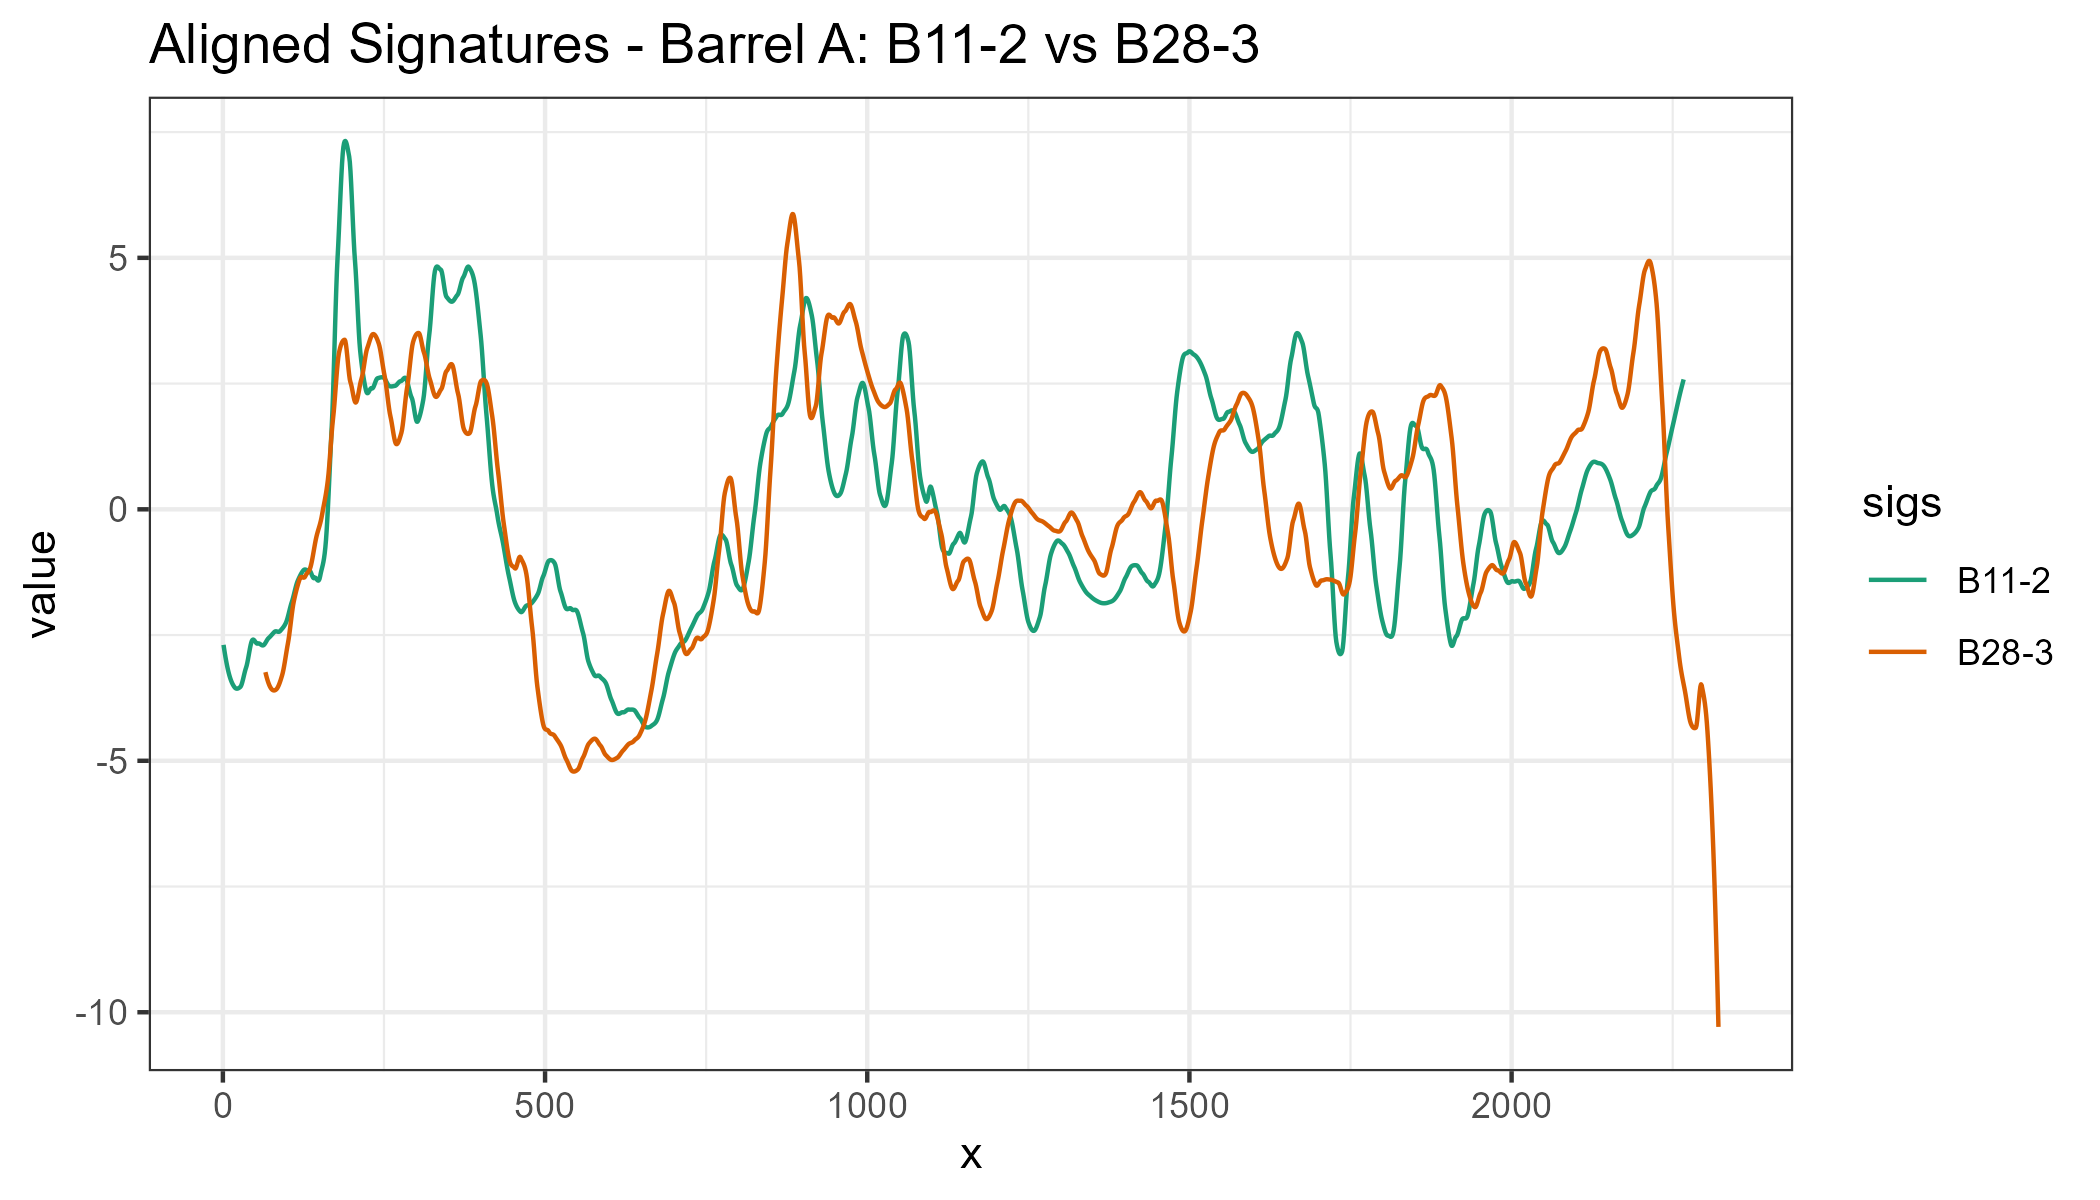 Aligned Signatures - Barrel A: B11-2 vs B28-3
value
5
0
-5
-10
0 500 1000 1500 2000
x
sigs
B11-2
B28-3